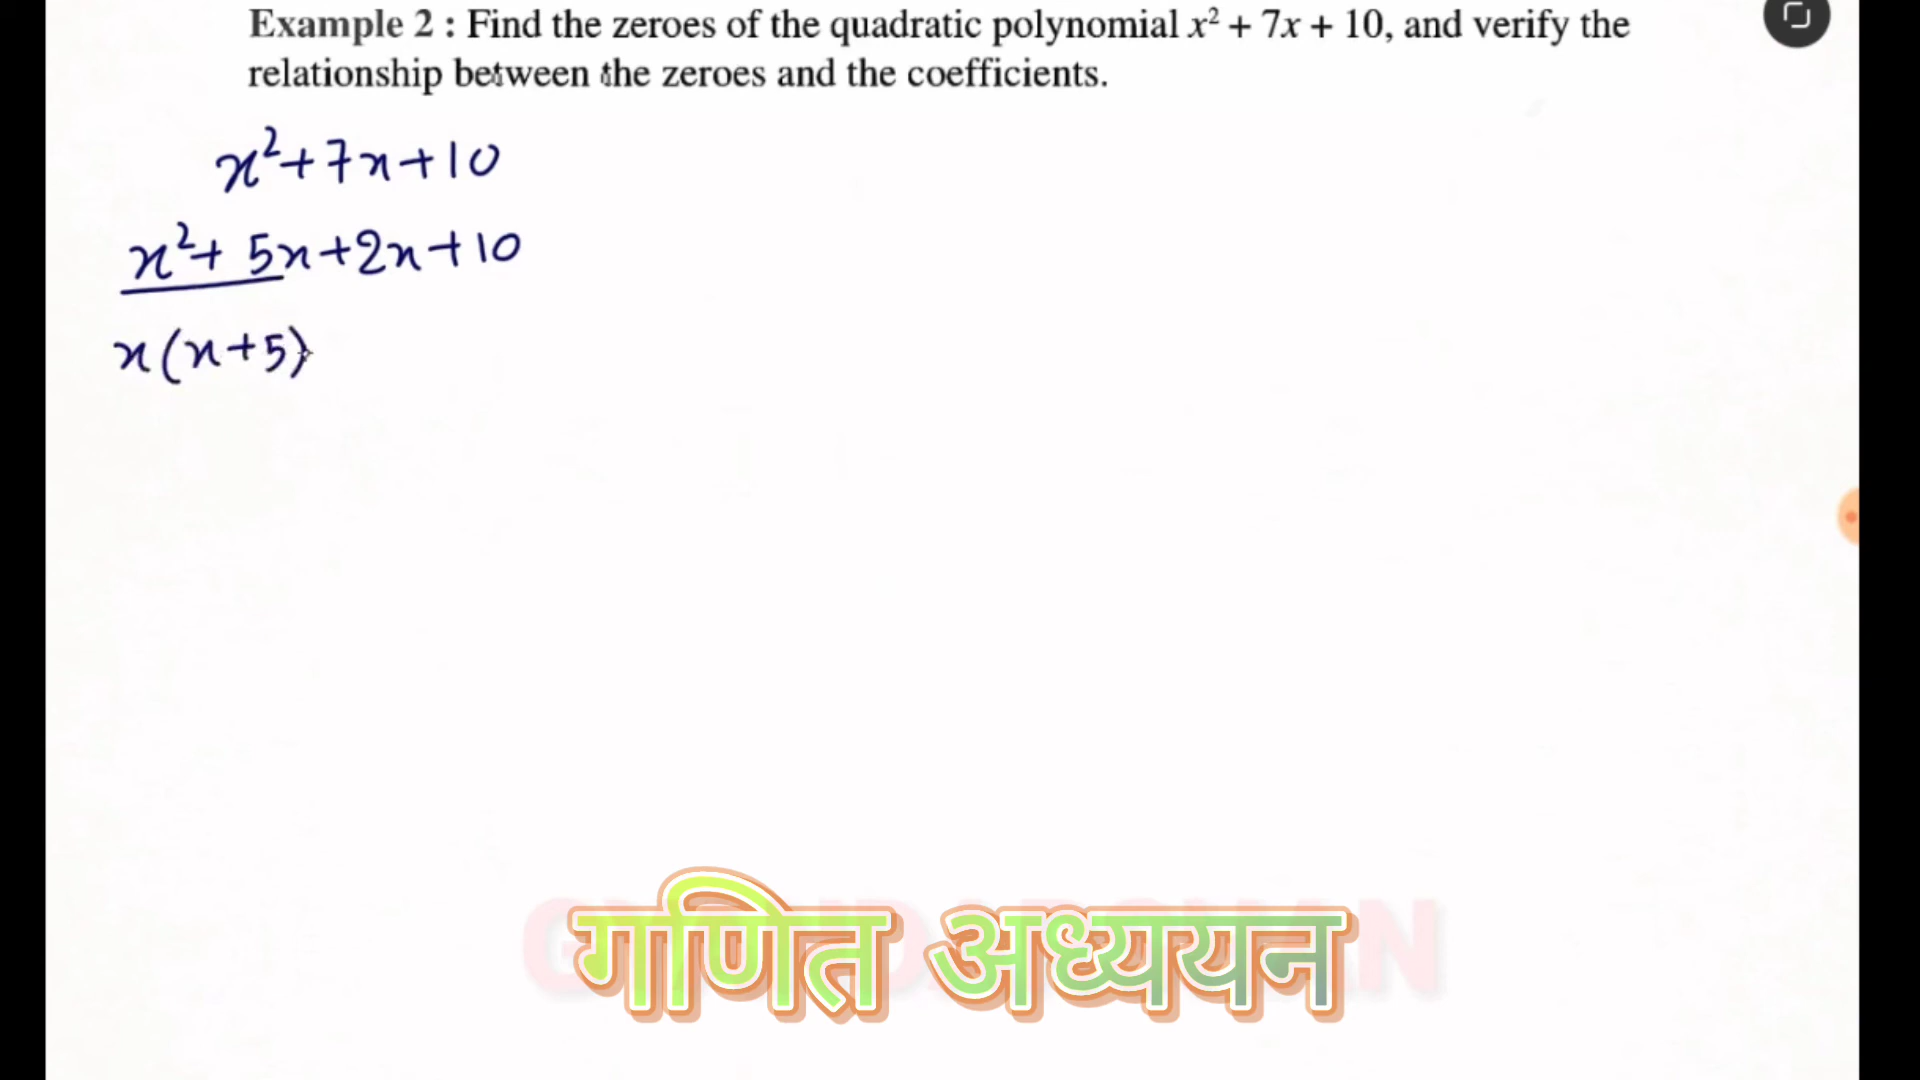 Example 2 : Find the zeroes of the quadratic polynomial x² + 7x + 10, and verify the
relationship between the zeroes and the coefficients.
x²+7x+10
x²+ 5x+2x+10
x(x+5)
गणित अध्ययन